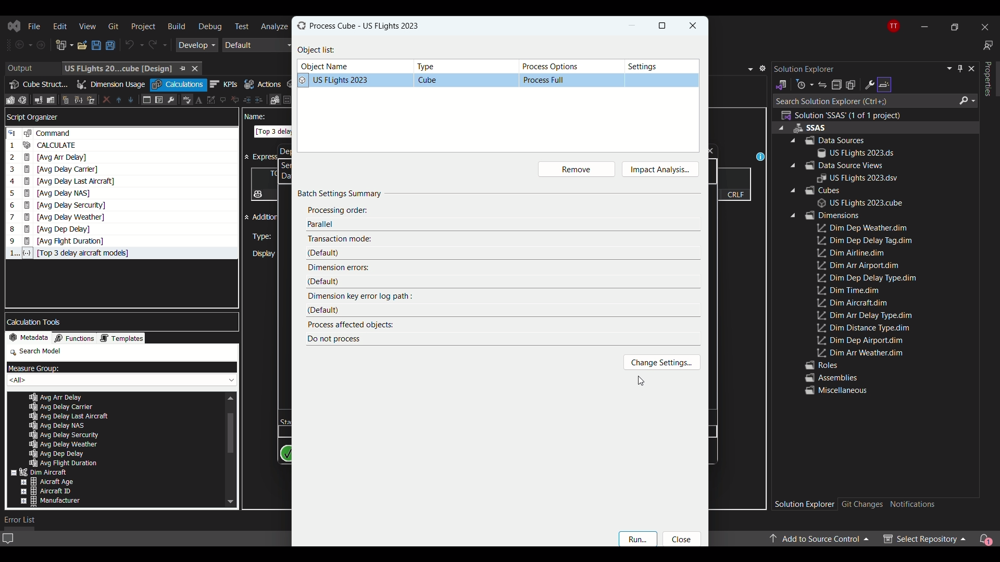 File Edit View Git Project Build Debug Test Analyze
Process Cube - US FLights 2023
TT
Develop
Default
Output
US FLights 20...cube [Design]
Cube Struct... Dimension Usage Calculations KPIs Actions
Script Organizer
Command
1 CALCULATE
2 [Avg Arr Delay]
3 [Avg Delay Carrier]
4 [Avg Delay Last Aircraft]
5 [Avg Delay NAS]
6 [Avg Delay Sercurity]
7 [Avg Delay Weather]
8 [Avg Dep Delay]
9 [Avg Flight Duration]
1... [Top 3 delay aircraft models]
Calculation Tools
Metadata Functions Templates
Search Model
Measure Group:
<All>
Avg Arr Delay
Avg Delay Carrier
Avg Delay Last Aircraft
Avg Delay NAS
Avg Delay Sercurity
Avg Delay Weather
Avg Dep Delay
Avg Flight Duration
Dim Aircraft
Aicraft Age
Aircraft ID
Manufacturer
Error List
Name:
[Top 3 delay
Type:
Display
CRLF
Object list:
Object Name Type Process Options Settings
US FLights 2023 Cube Process Full
Remove Impact Analysis...
Batch Settings Summary
Processing order:
Parallel
Transaction mode:
(Default)
Dimension errors:
(Default)
Dimension key error log path :
(Default)
Process affected objects:
Do not process
Change Settings...
Run... Close
Solution Explorer
Properties
Search Solution Explorer (Ctrl+;)
Solution 'SSAS' (1 of 1 project)
SSAS
Data Sources
US FLights 2023.ds
Data Source Views
US FLights 2023.dsv
Cubes
US FLights 2023.cube
Dimensions
Dim Dep Weather.dim
Dim Dep Delay Tag.dim
Dim Airline.dim
Dim Arr Airport.dim
Dim Dep Delay Type.dim
Dim Time.dim
Dim Aircraft.dim
Dim Arr Delay Type.dim
Dim Distance Type.dim
Dim Dep Airport.dim
Dim Arr Weather.dim
Roles
Assemblies
Miscellaneous
Solution Explorer Git Changes Notifications
Add to Source Control Select Repository 1